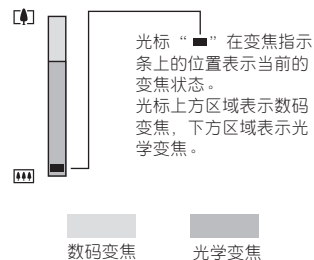 光标“ ”在变焦指示
条上的位置表示当前的
变焦状态。
光标上方区域表示数码
变焦，下方区域表示光
学变焦。
数码变焦 光学变焦